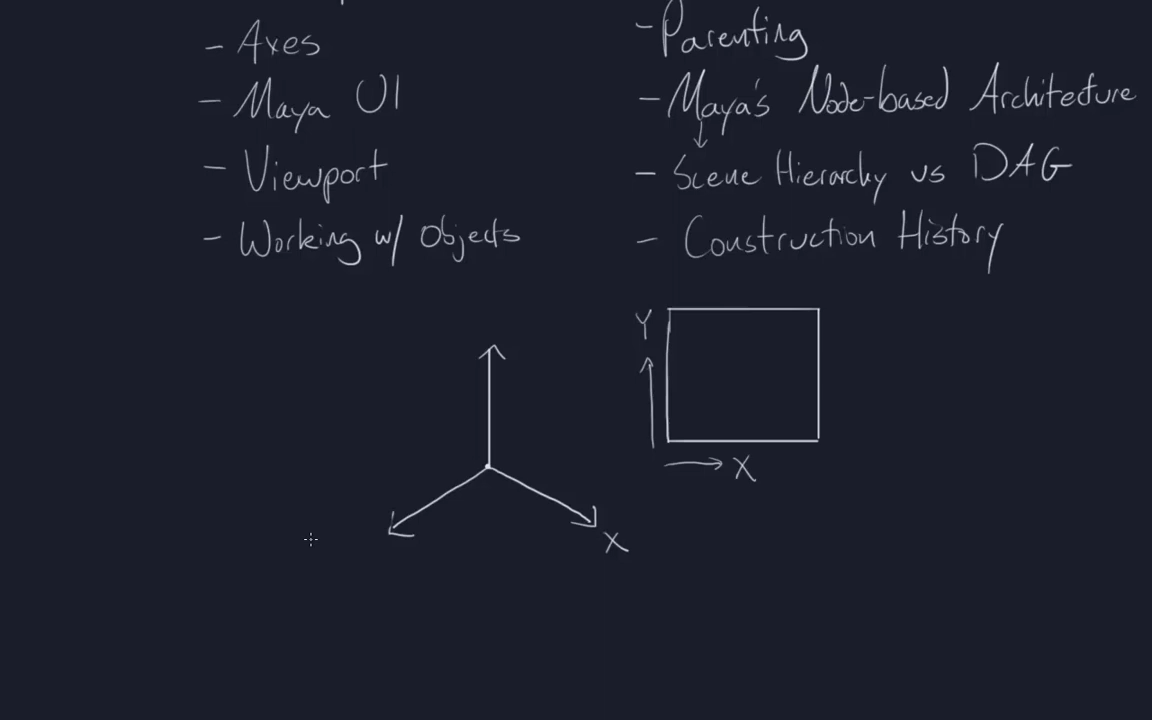 - Axes
- Maya UI
- Viewport
- Working w/ Objects
- Parenting
- Maya's Node-based Architecture
- Scene Hierarchy vs DAG
- Construction History
Y
X
X